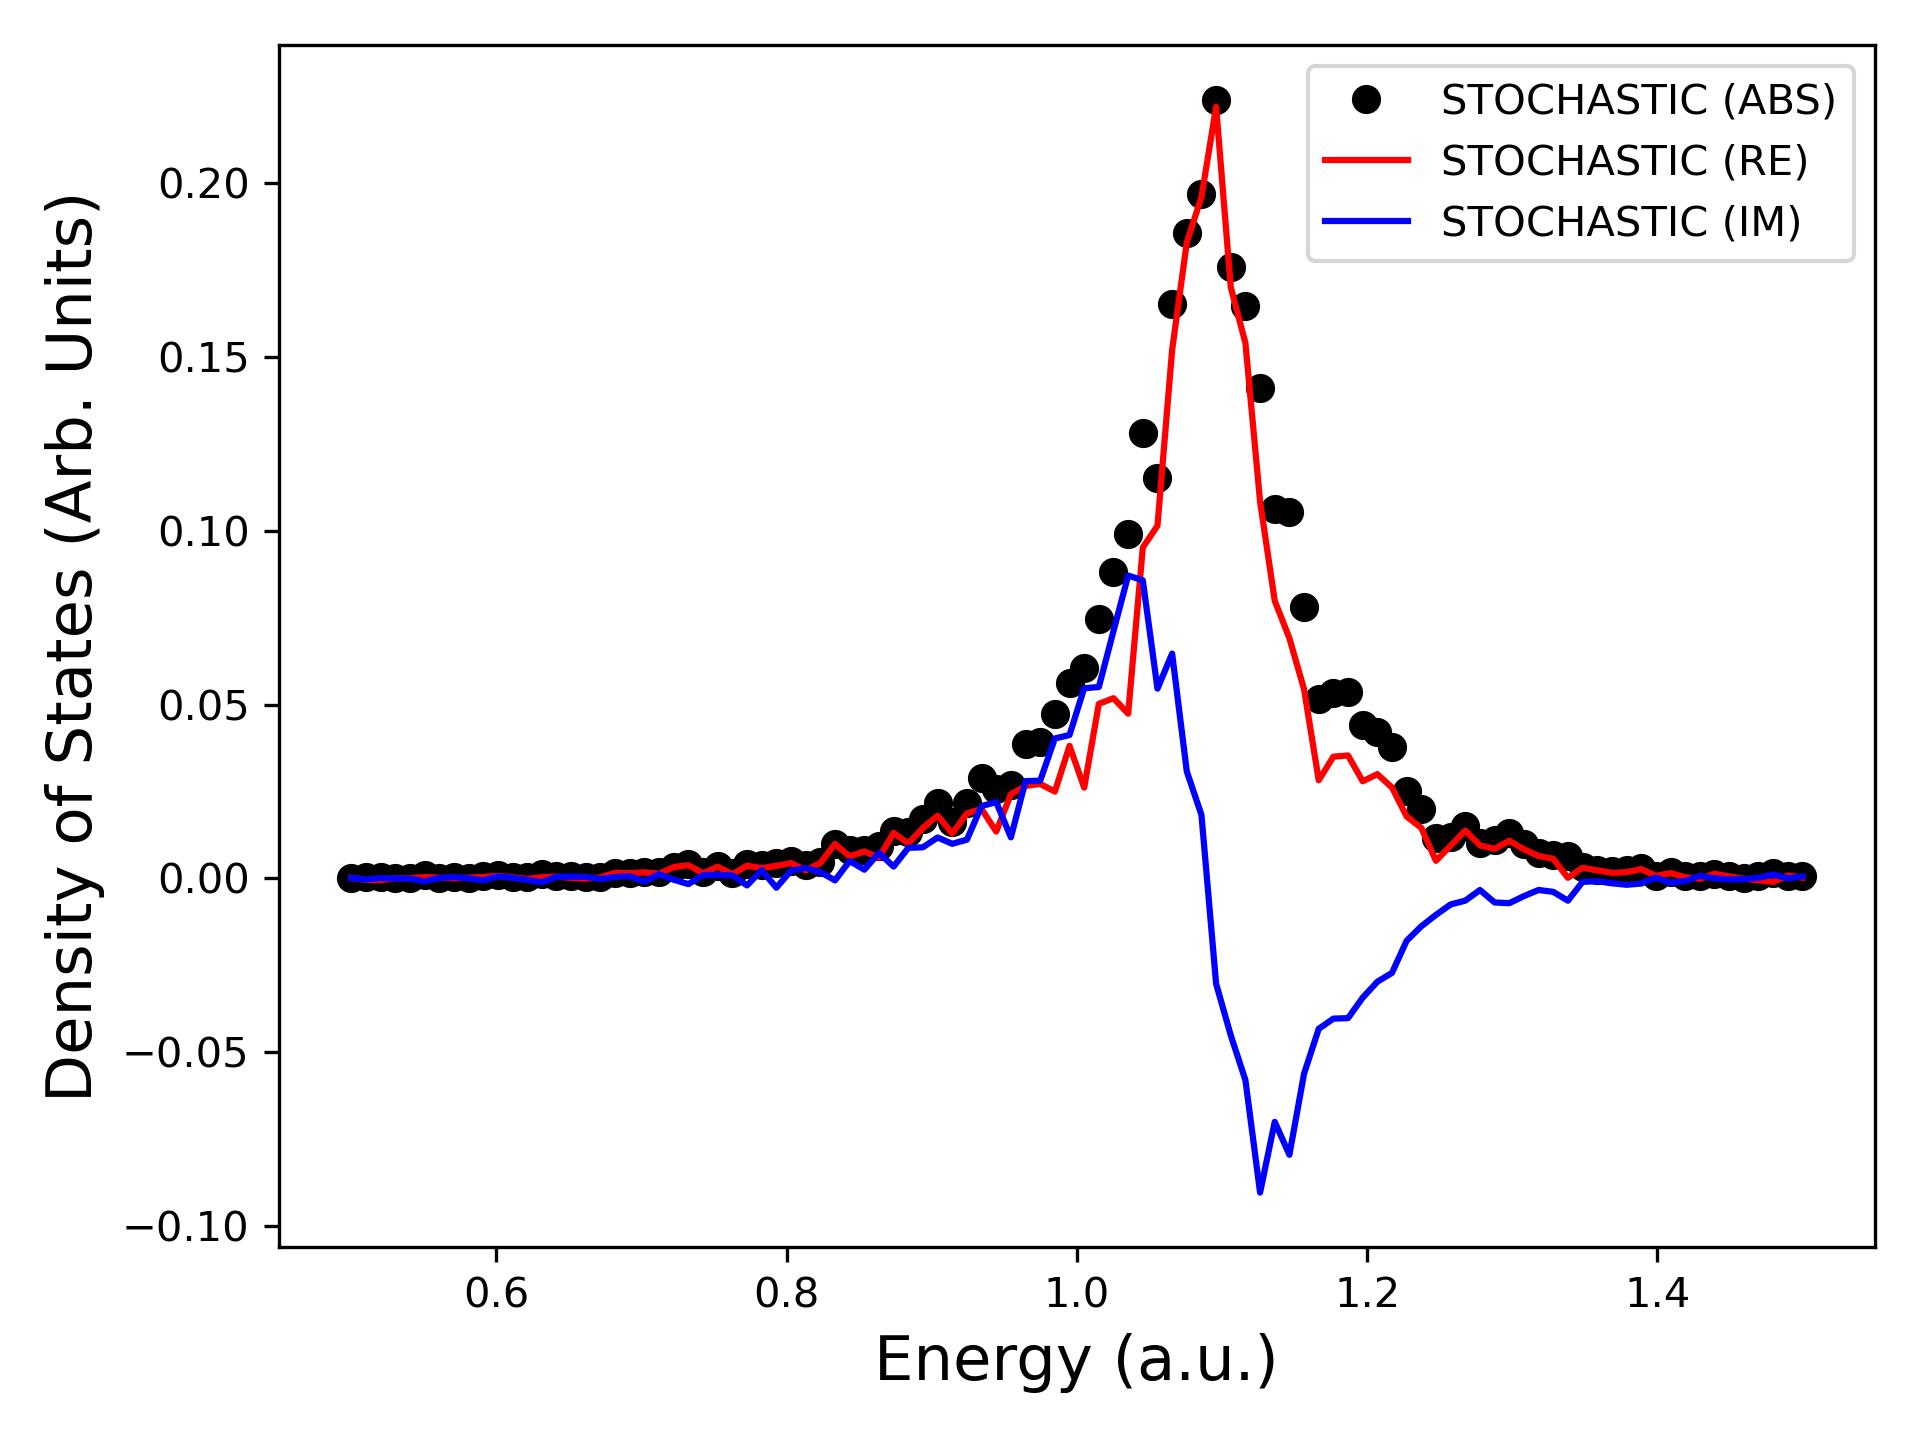 STOCHASTIC (ABS)
STOCHASTIC (RE)
STOCHASTIC (IM)
Density of States (Arb. Units)
0.20
0.15
0.10
0.05
0.00
−0.05
−0.10
0.6 0.8 1.0 1.2 1.4
Energy (a.u.)